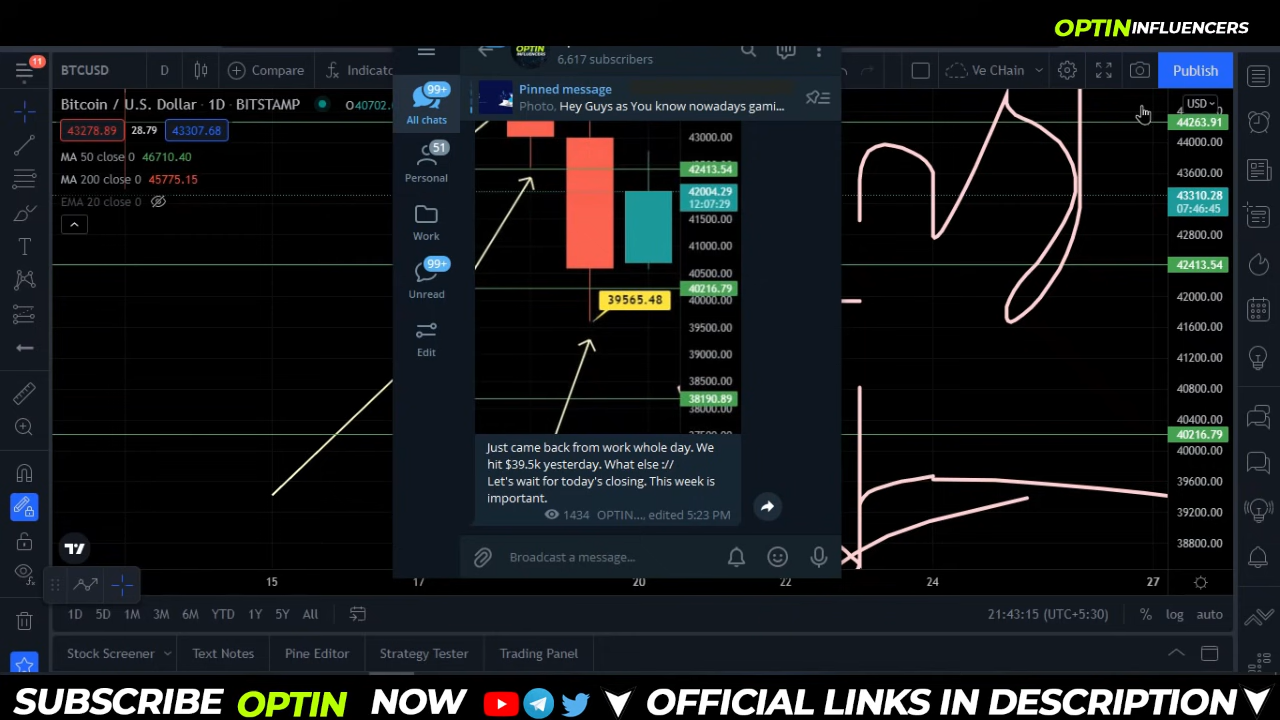 OPTIN INFLUENCERS
11
BTCUSD
D
Compare
Indicato
Ve CHain
Publish
Bitcoin / U.S. Dollar · 1D · BITSTAMP
O40702.
43278.89
28.79
43307.68
MA 50 close 0 46710.40
MA 200 close 0 45775.15
EMA 20 close 0
6,617 subscribers
Pinned message
Photo. Hey Guys as You know nowadays gami...
99+
All chats
51
Personal
Work
99+
Unread
Edit
43000.00
42413.54
42004.29
12:07:29
41500.00
41000.00
40500.00
40216.79
40000.00
39565.48
39500.00
39000.00
38500.00
38190.89
38000.00
Just came back from work whole day. We
hit $39.5k yesterday. What else ://
Let's wait for today's closing. This week is
important.
1434 OPTIN...., edited 5:23 PM
Broadcast a message...
USD
44263.91
44000.00
43600.00
43310.28
07:46:45
42800.00
42413.54
42000.00
41600.00
41200.00
40800.00
40400.00
40216.79
40000.00
39600.00
39200.00
38800.00
15
17
20
22
24
27
1D
5D
1M
3M
6M
YTD
1Y
5Y
All
21:43:15 (UTC+5:30)
%
log
auto
Stock Screener
Text Notes
Pine Editor
Strategy Tester
Trading Panel
SUBSCRIBE OPTIN NOW OFFICIAL LINKS IN DESCRIPTION